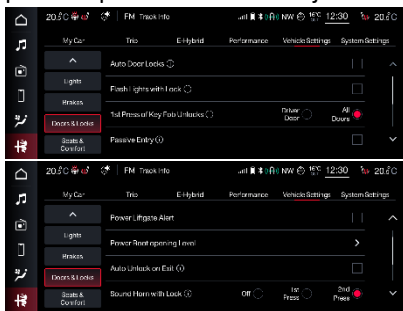 20.5°C FM Track Info NW 16°C 12:30 20.5°C
My Car Trip E-Hybrid Performance Vehicle Settings System Settings
Auto Door Locks
Lights
Flash Lights with Lock
Brakes
1st Press of Key Fob Unlocks Driver Door All Doors
Doors & Locks
Seats & Comfort
Passive Entry
20.5°C FM Track Info NW 16°C 12:30 20.5°C
My Car Trip E-Hybrid Performance Vehicle Settings System Settings
Power Liftgate Alert
Lights
Power Boot opening Level
Brakes
Auto Unlock on Exit
Doors & Locks
Seats & Comfort
Sound Horn with Lock Off 1st Press 2nd Press